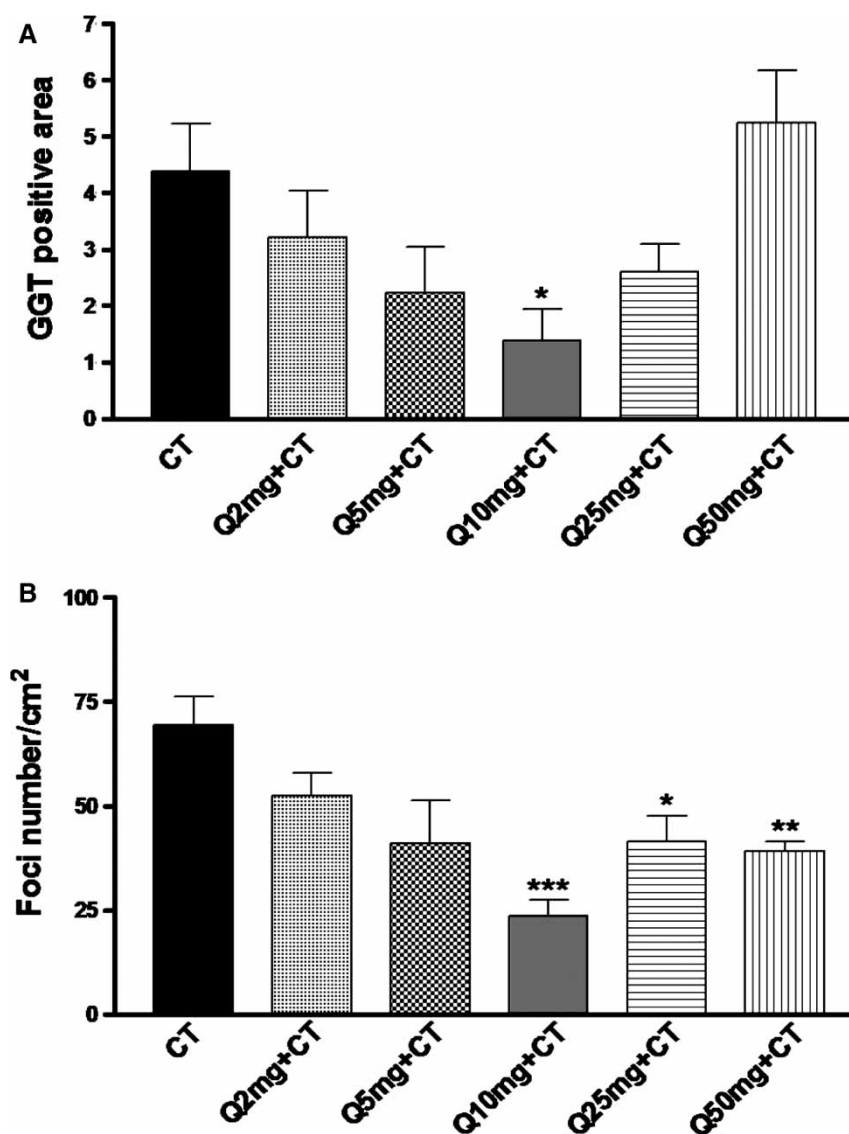 A
GGT positive area
7
6
5
4
3
2
1
0
*
CT
Q2mg+CT
Q5mg+CT
Q10mg+CT
Q25mg+CT
Q50mg+CT
B
Foci number/cm²
100
75
50
25
0
***
*
**
CT
Q2mg+CT
Q5mg+CT
Q10mg+CT
Q25mg+CT
Q50mg+CT